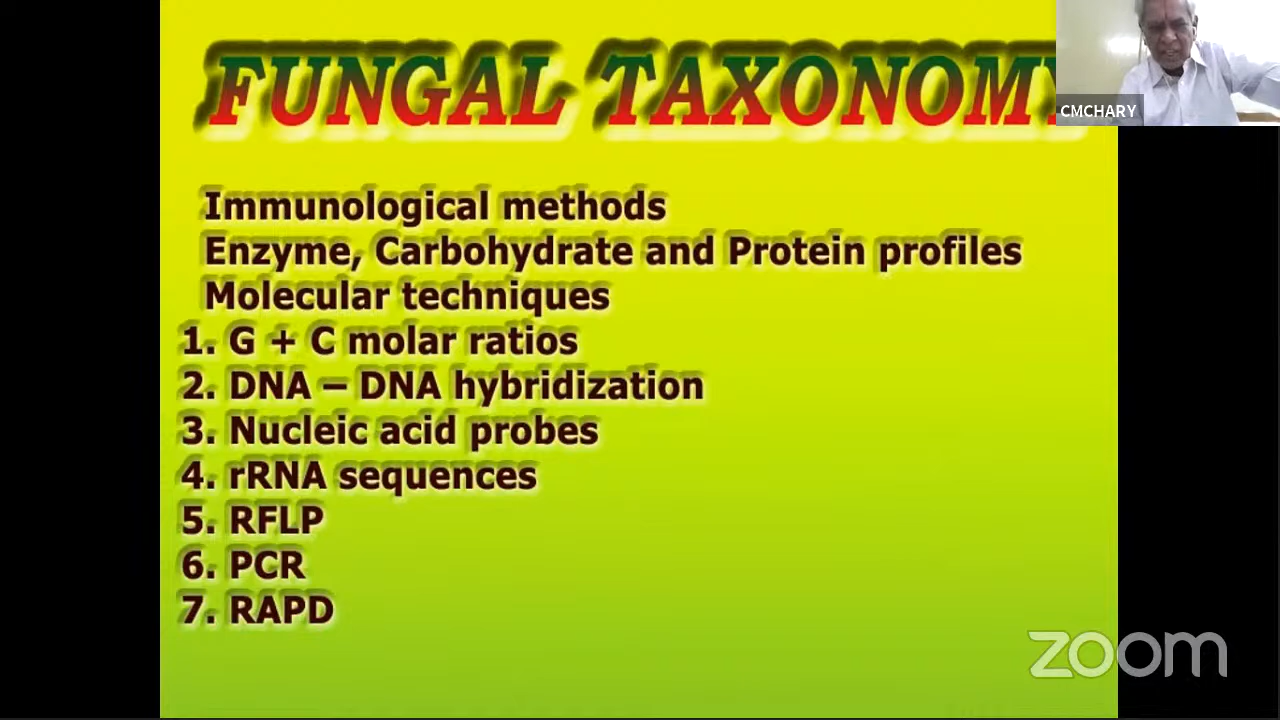 FUNGAL TAXONOMY
CMCHARY
Immunological methods
Enzyme, Carbohydrate and Protein profiles
Molecular techniques
1. G + C molar ratios
2. DNA – DNA hybridization
3. Nucleic acid probes
4. rRNA sequences
5. RFLP
6. PCR
7. RAPD
zoom